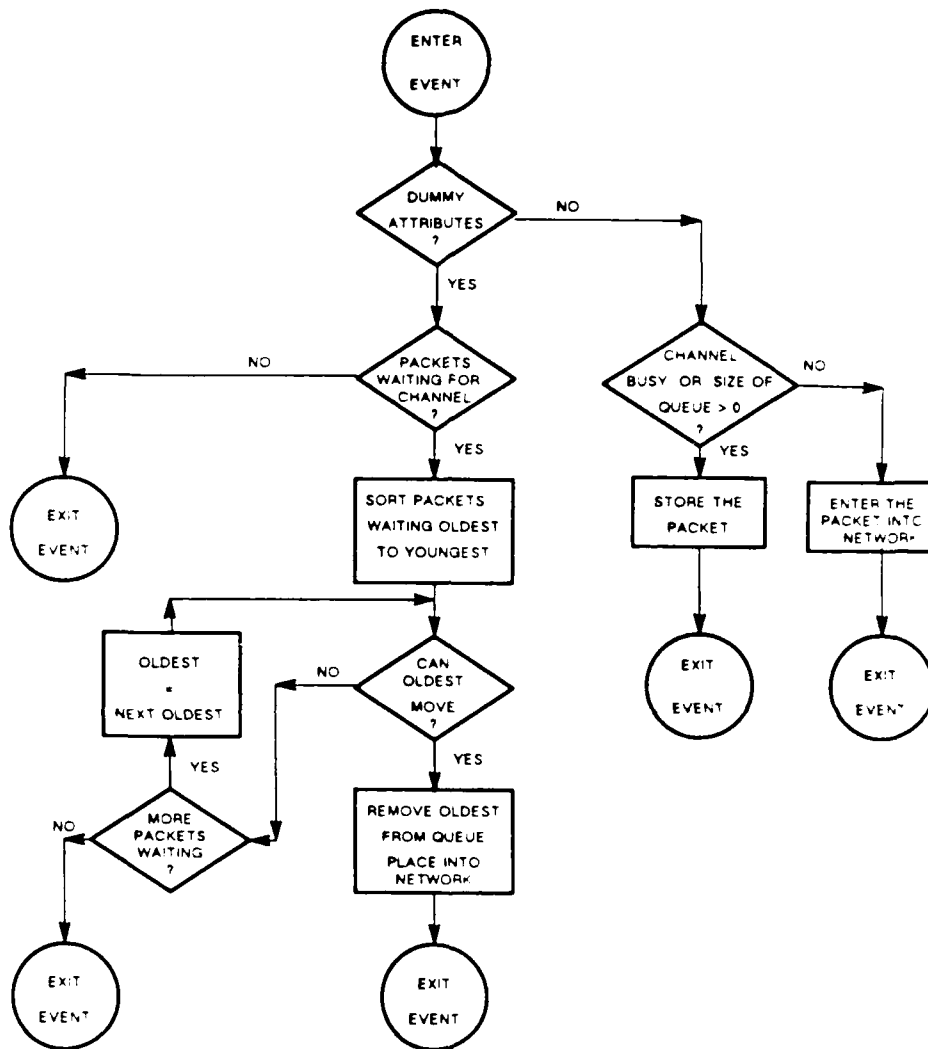 ENTER
EVENT
DUMMY
ATTRIBUTES
?
NO
YES
PACKETS
WAITING FOR
CHANNEL
?
NO
YES
CHANNEL
BUSY OR SIZE OF
QUEUE > 0
?
NO
YES
EXIT
EVENT
SORT PACKETS
WAITING OLDEST
TO YOUNGEST
STORE THE
PACKET
ENTER THE
PACKET INTO
NETWORK
OLDEST
=
NEXT OLDEST
NO
CAN
OLDEST
MOVE
?
YES
EXIT
EVENT
EXIT
EVENT
YES
NO
MORE
PACKETS
WAITING
?
REMOVE OLDEST
FROM QUEUE
PLACE INTO
NETWORK
EXIT
EVENT
EXIT
EVENT